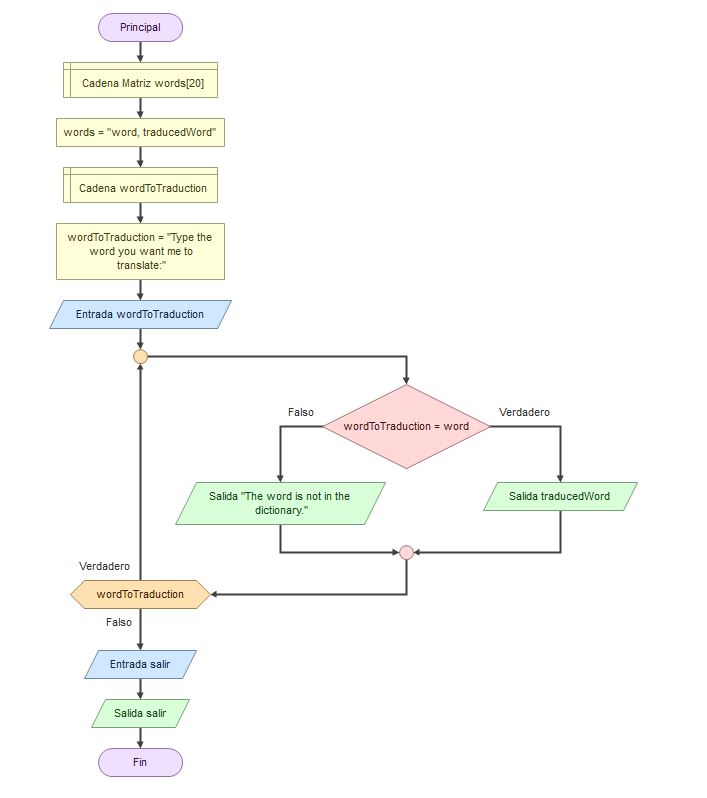 Principal
Cadena Matriz words[20]
words = "word, traducedWord"
Cadena wordToTraduction
wordToTraduction = "Type the
word you want me to
translate:"
Entrada wordToTraduction
Falso
Verdadero
wordToTraduction = word
Salida "The word is not in the
dictionary."
Salida traducedWord
Verdadero
wordToTraduction
Falso
Entrada salir
Salida salir
Fin